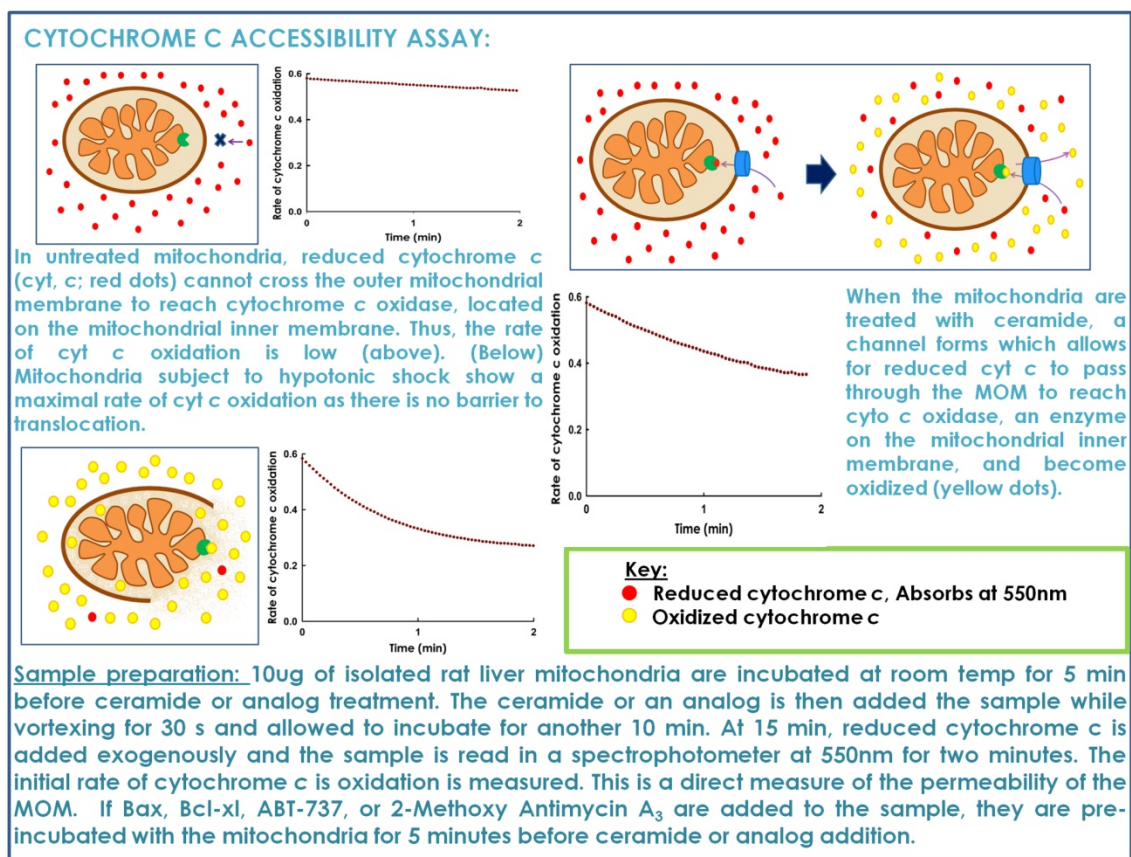 CYTOCHROME C ACCESSIBILITY ASSAY:
Rate of cytochrome c oxidation
0.6
0.4
0.2
0.0
0
1
2
Time (min)
In untreated mitochondria, reduced cytochrome c
(cyt, c; red dots) cannot cross the outer mitochondrial
membrane to reach cytochrome c oxidase, located
on the mitochondrial inner membrane. Thus, the rate
of cyt c oxidation is low (above). (Below)
Mitochondria subject to hypotonic shock show a
maximal rate of cyt c oxidation as there is no barrier to
translocation.
Rate of cytochrome c oxidation
0.6
0.4
0.2
0.0
0
1
2
Time (min)
Rate of cytochrome c oxidation
0.6
0.4
0.2
0.0
0
1
2
Time (min)
When the mitochondria are
treated with ceramide, a
channel forms which allows
for reduced cyt c to pass
through the MOM to reach
cyto c oxidase, an enzyme
on the mitochondrial inner
membrane, and become
oxidized (yellow dots).
Key:
Reduced cytochrome c, Absorbs at 550nm
Oxidized cytochrome c
Sample preparation: 10ug of isolated rat liver mitochondria are incubated at room temp for 5 min
before ceramide or analog treatment. The ceramide or an analog is then added the sample while
vortexing for 30 s and allowed to incubate for another 10 min. At 15 min, reduced cytochrome c is
added exogenously and the sample is read in a spectrophotometer at 550nm for two minutes. The
initial rate of cytochrome c is oxidation is measured. This is a direct measure of the permeability of the
MOM. If Bax, Bcl-xl, ABT-737, or 2-Methoxy Antimycin A₃ are added to the sample, they are pre-
incubated with the mitochondria for 5 minutes before ceramide or analog addition.